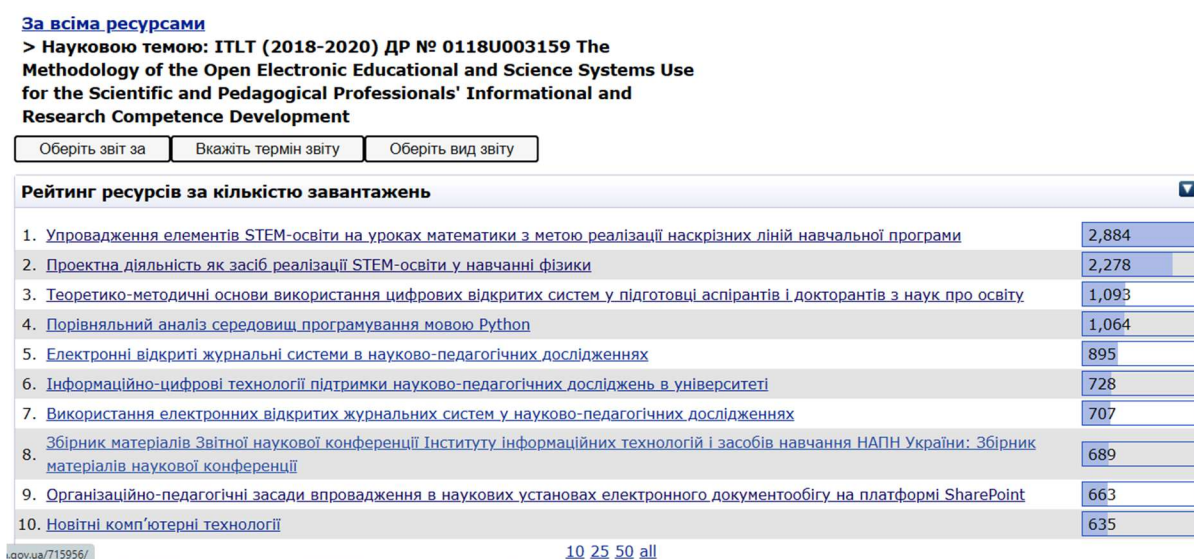 За всіма ресурсами
> Науковою темою: ITLT (2018-2020) ДР № 0118U003159 The
Methodology of the Open Electronic Educational and Science Systems Use
for the Scientific and Pedagogical Professionals' Informational and
Research Competence Development
Оберіть звіт за Вкажіть термін звіту Оберіть вид звіту
Рейтинг ресурсів за кількістю завантажень
1. Упровадження елементів STEM-освіти на уроках математики з метою реалізації наскрізних ліній навчальної програми 2,884
2. Проектна діяльність як засіб реалізації STEM-освіти у навчанні фізики 2,278
3. Теоретико-методичні основи використання цифрових відкритих систем у підготовці аспірантів і докторантів з наук про освіту 1,093
4. Порівняльний аналіз середовищ програмування мовою Python 1,064
5. Електронні відкриті журнальні системи в науково-педагогічних дослідженнях 895
6. Інформаційно-цифрові технології підтримки науково-педагогічних досліджень в університеті 728
7. Використання електронних відкритих журнальних систем у науково-педагогічних дослідженнях 707
8. Збірник матеріалів Звітної наукової конференції Інституту інформаційних технологій і засобів навчання НАПН України: Збірник
матеріалів наукової конференції 689
9. Організаційно-педагогічні засади впровадження в наукових установах електронного документообігу на платформі SharePoint 663
10. Новітні комп’ютерні технології 635
10 25 50 all
.gov.ua/715956/